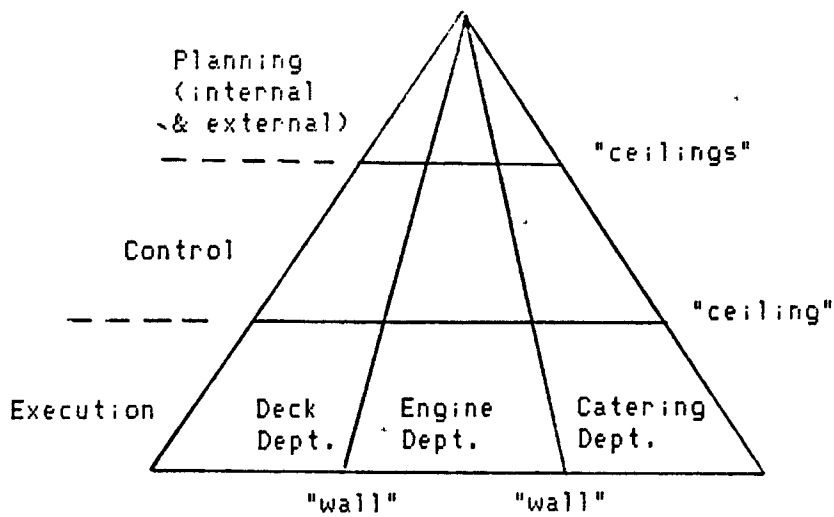 Planning
(internal
& external)
"ceilings"
Control
"ceiling"
Execution
Deck
Dept.
Engine
Dept.
Catering
Dept.
"wall"
"wall"